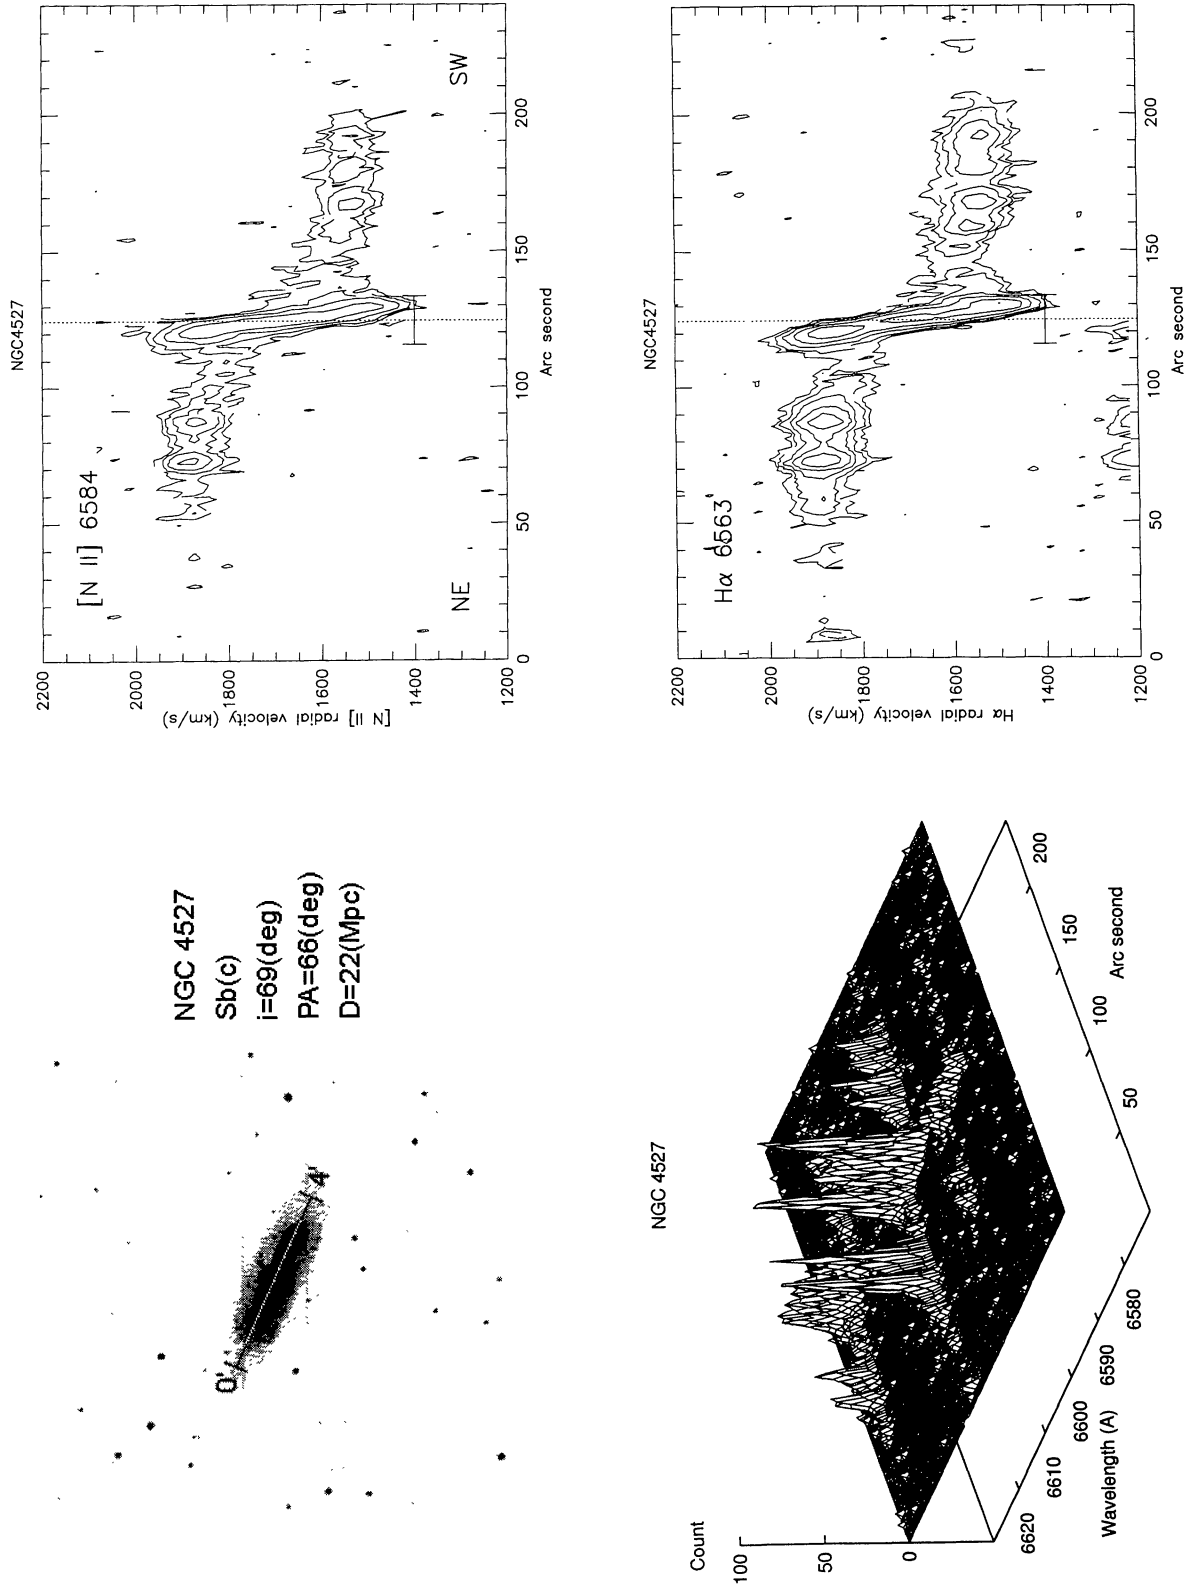 NGC 4527
Sb(c)
i=69(deg)
PA=66(deg)
D=22(Mpc)
0'
4'
NGC4527
[N II] 6584
NE
SW
[N II] radial velocity (km/s)
2200
2000
1800
1600
1400
1200
0
50
100
150
200
Arc second
NGC 4527
Count
100
50
0
6620
6610
6600
6590
6580
Wavelength (A)
50
100
150
200
Arc second
NGC4527
Hα 6563
Hα radial velocity (km/s)
2200
2000
1800
1600
1400
1200
0
50
100
150
200
Arc second